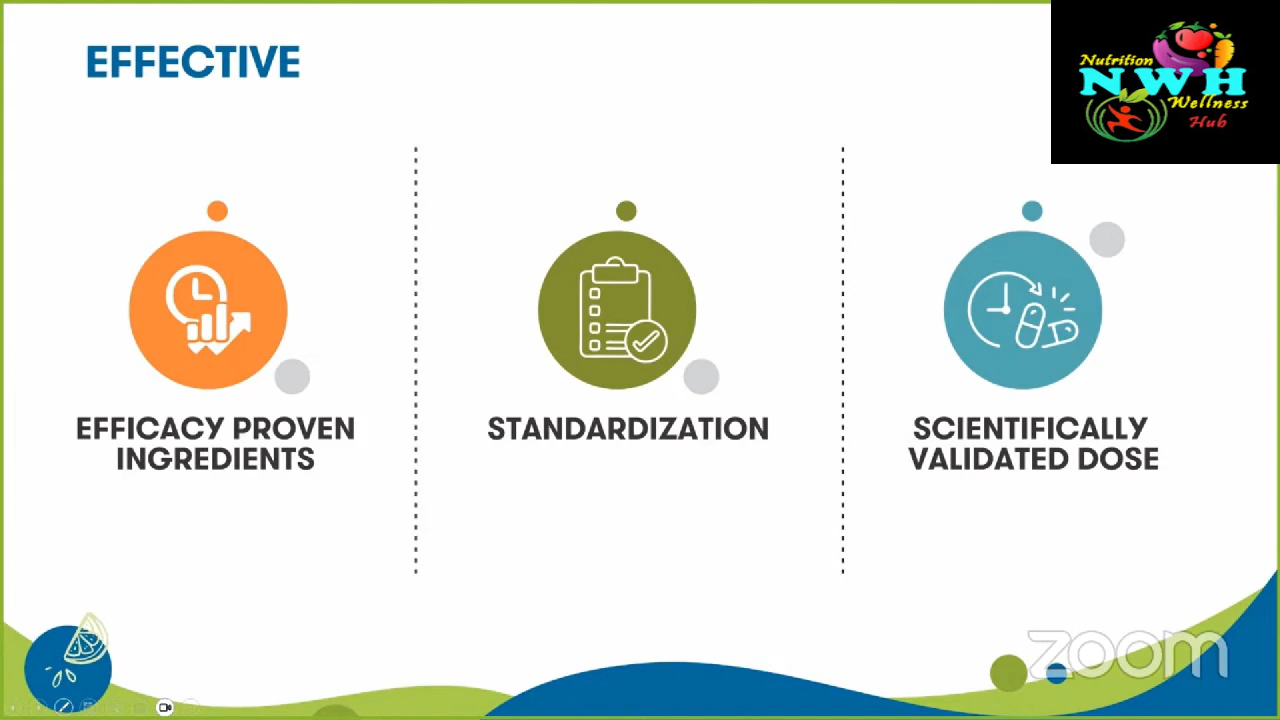 EFFECTIVE
Nutrition
NWH
Wellness
Hub
EFFICACY PROVEN
INGREDIENTS
STANDARDIZATION
SCIENTIFICALLY
VALIDATED DOSE
zoom